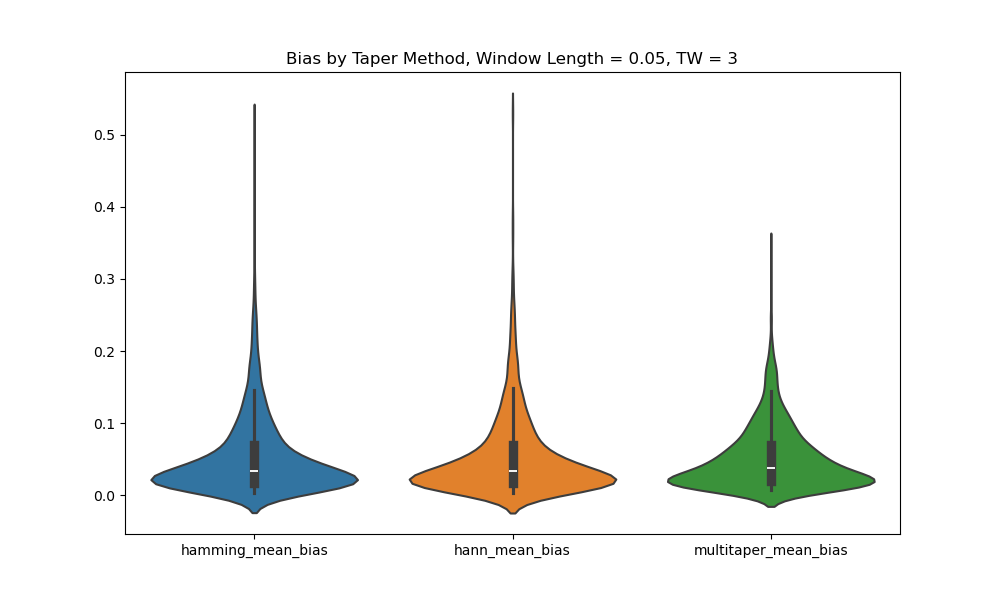 Bias by Taper Method, Window Length = 0.05, TW = 3
0.5
0.4
0.3
0.2
0.1
0.0
hamming_mean_bias
hann_mean_bias
multitaper_mean_bias